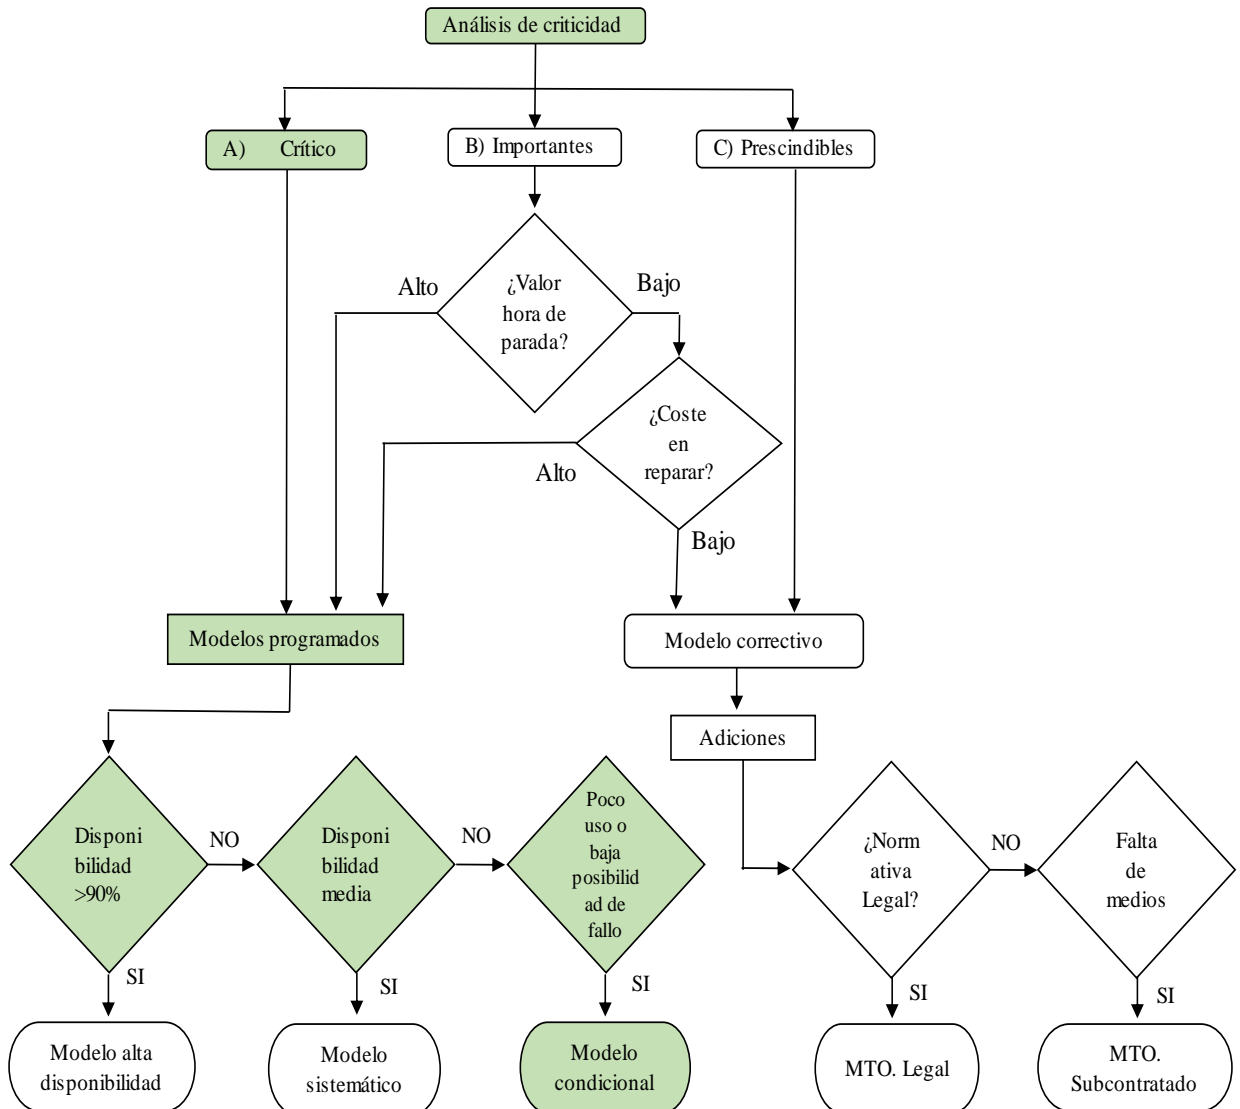 Análisis de criticidad
A) Crítico
B) Importantes
C) Prescindibles
Alto
¿Valor
hora de
parada?
Bajo
¿Coste
en
reparar?
Alto
Bajo
Modelos programados
Modelo correctivo
Adiciones
Disponi
bilidad
>90%
NO
Disponi
bilidad
media
NO
Poco
uso o
baja
posibilid
ad de
fallo
¿Norm
ativa
Legal?
NO
Falta
de
medios
SI
SI
SI
SI
SI
Modelo alta
disponibilidad
Modelo
sistemático
Modelo
condicional
MTO. Legal
MTO.
Subcontratado